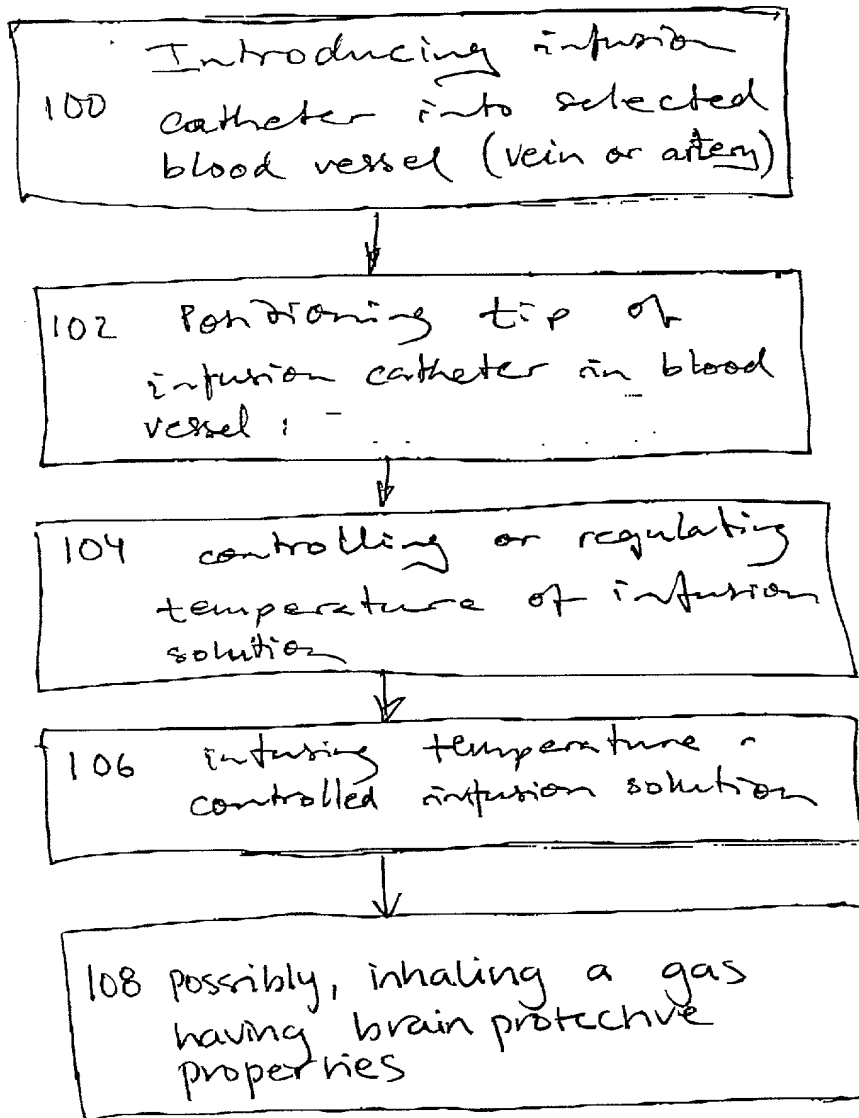 100 Introducing infusion
catheter into selected
blood vessel (vein or artery)
102 Positioning tip of
infusion catheter in blood
vessel
104 controlling or regulating
temperature of infusion
solution
106 infusing temperature-
controlled infusion solution
108 possibly, inhaling a gas
having brain protective
properties